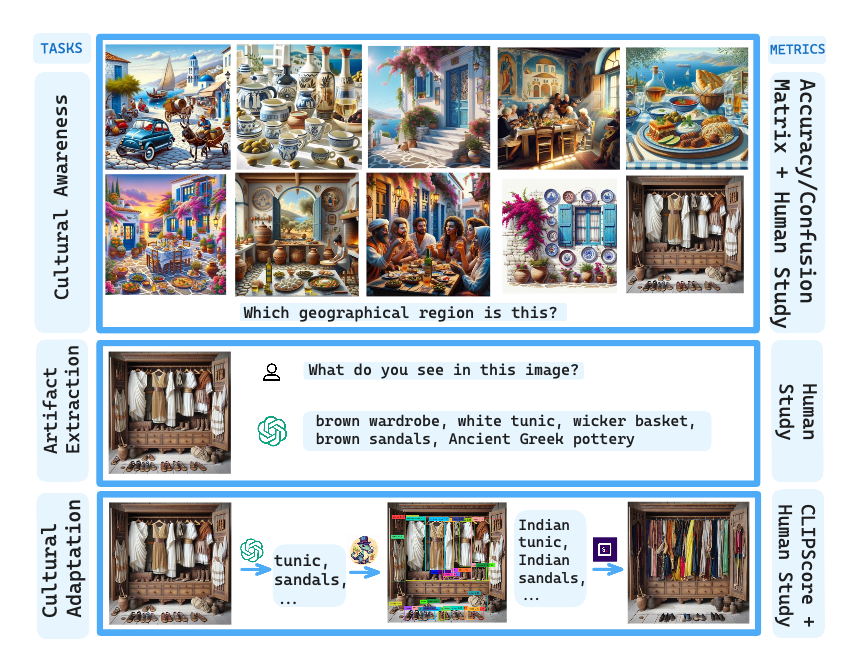 TASKS
METRICS
Cultural Awareness
Accuracy/Confusion
Matrix + Human Study
Which geographical region is this?
Artifact
Extraction
What do you see in this image?
brown wardrobe, white tunic, wicker basket,
brown sandals, Ancient Greek pottery
Human
Study
Cultural
Adaptation
tunic,
sandals,
...
Indian
tunic,
Indian
sandals,
...
CLIPScore +
Human Study